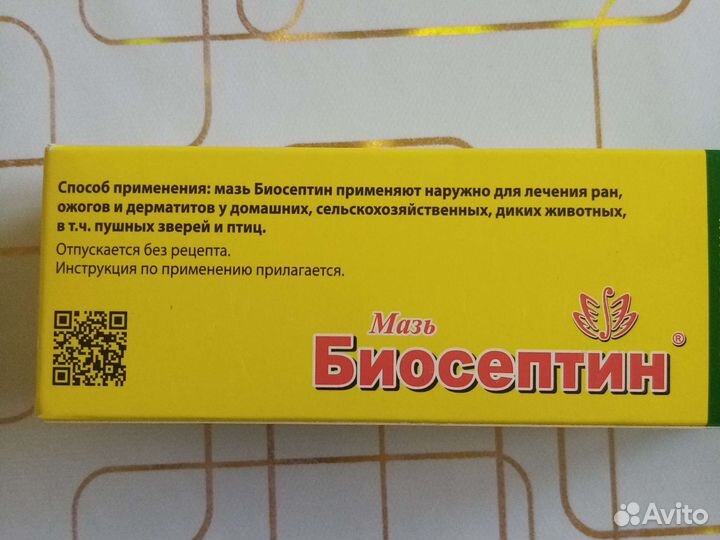 Способ применения: мазь Биосептин применяют наружно для лечения ран,
ожогов и дерматитов у домашних, сельскохозяйственных, диких животных,
в т.ч. пушных зверей и птиц.
Отпускается без рецепта.
Инструкция по применению прилагается.
Мазь
Биосептин®
Avito